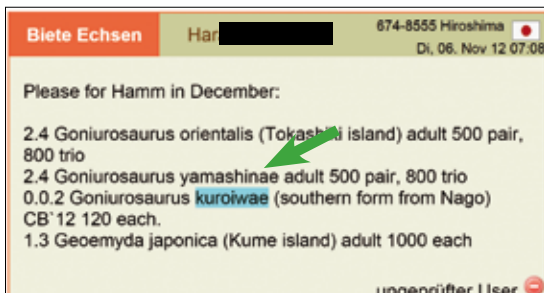 Biete Echsen
Har
674-8555 Hiroshima
Di, 06. Nov 12 07:08
Please for Hamm in December:
2.4 Goniurosaurus orientalis (Tokashiki island) adult 500 pair,
800 trio
2.4 Goniurosaurus yamashinae adult 500 pair, 800 trio
0.0.2 Goniurosaurus kuroiwae (southern form from Nago)
CB`12 120 each.
1.3 Geoemyda japonica (Kume island) adult 1000 each
ungeprüfter User